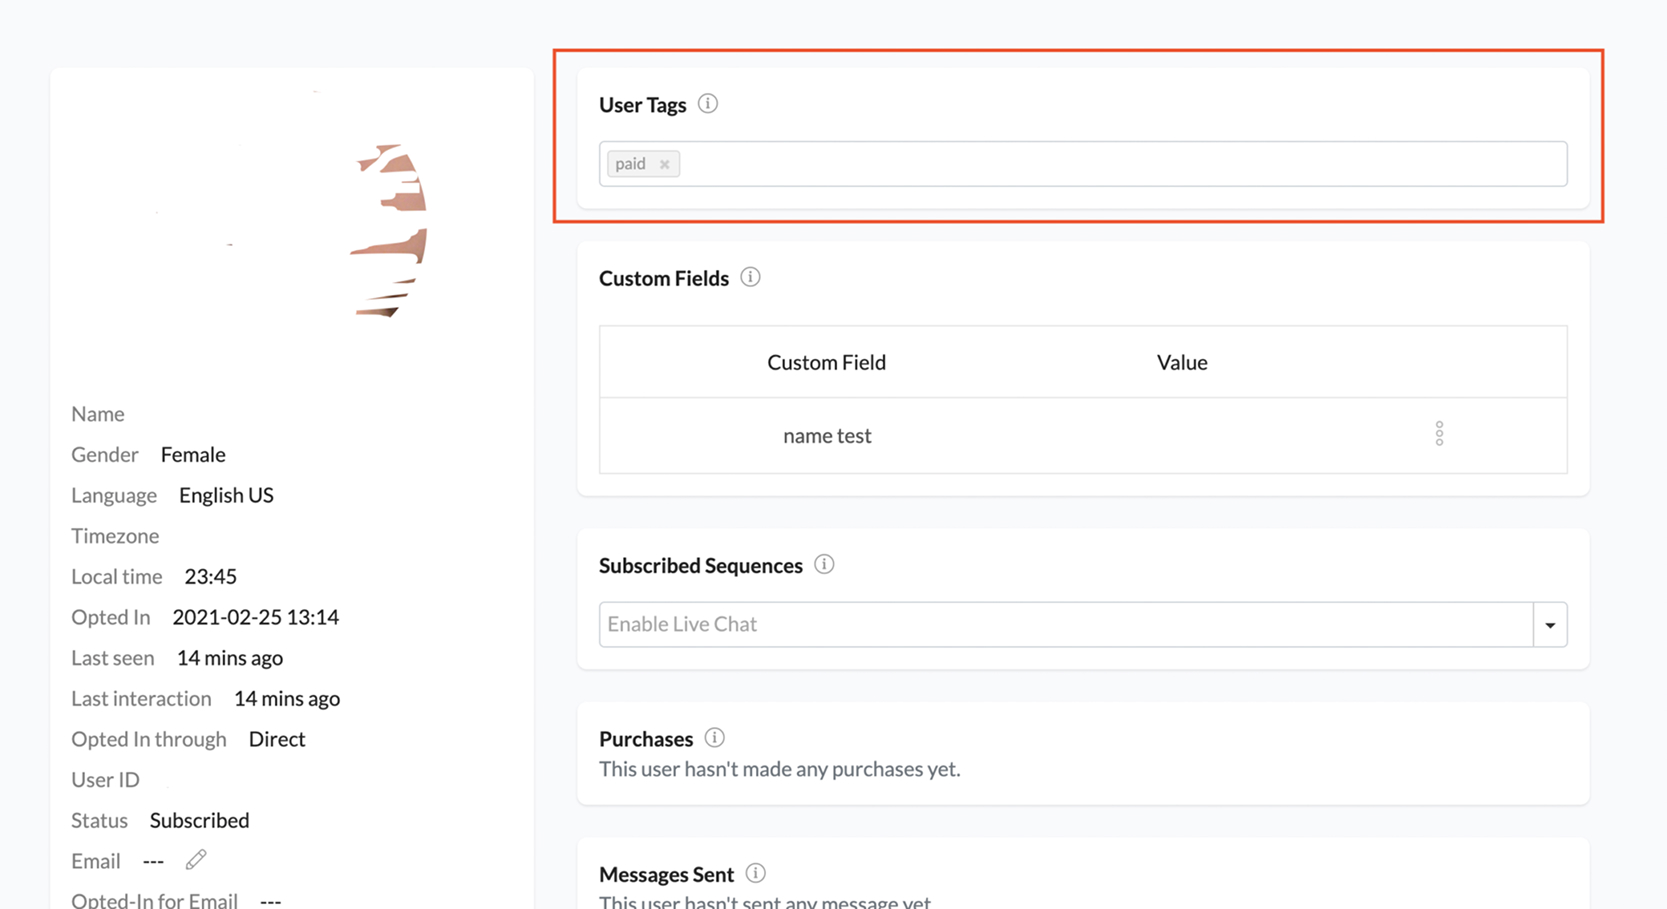 Name
Gender Female
Language English US
Timezone
Local time 23:45
Opted In 2021-02-25 13:14
Last seen 14 mins ago
Last interaction 14 mins ago
Opted In through Direct
User ID
Status Subscribed
Email ---
Opted-In for Email ---
User Tags
paid ×
Custom Fields
Custom Field Value
name test
Subscribed Sequences
Enable Live Chat
Purchases
This user hasn't made any purchases yet.
Messages Sent
This user hasn't sent any message yet